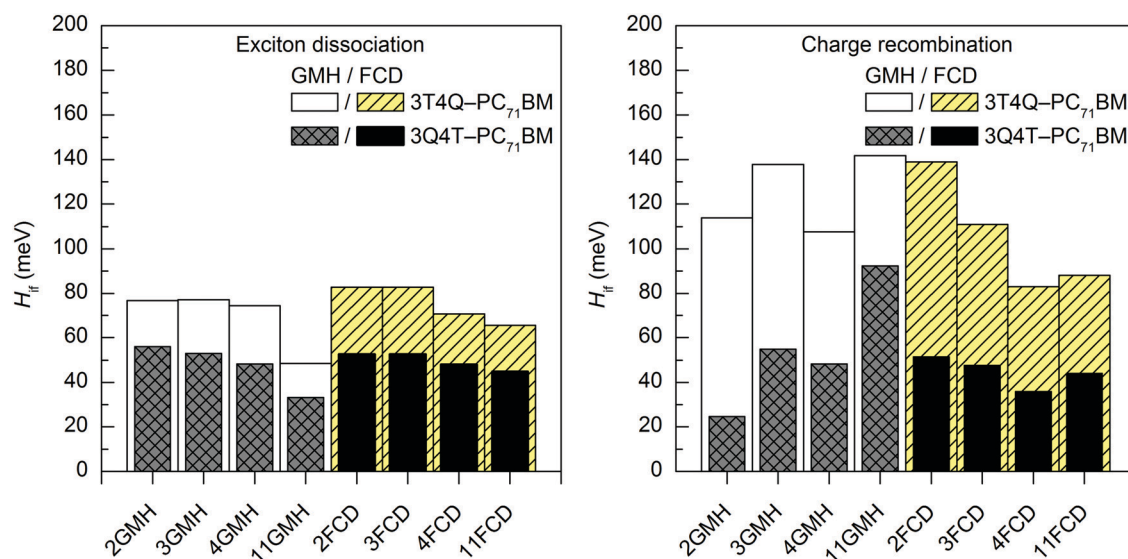 Exciton dissociation
GMH / FCD
/ 3T4Q–PC₇₁BM
/ 3Q4T–PC₇₁BM
H_if (meV)
200
180
160
140
120
100
80
60
40
20
0
2GMH
3GMH
4GMH
11GMH
2FCD
3FCD
4FCD
11FCD
Charge recombination
GMH / FCD
/ 3T4Q–PC₇₁BM
/ 3Q4T–PC₇₁BM
H_if (meV)
200
180
160
140
120
100
80
60
40
20
0
2GMH
3GMH
4GMH
11GMH
2FCD
3FCD
4FCD
11FCD